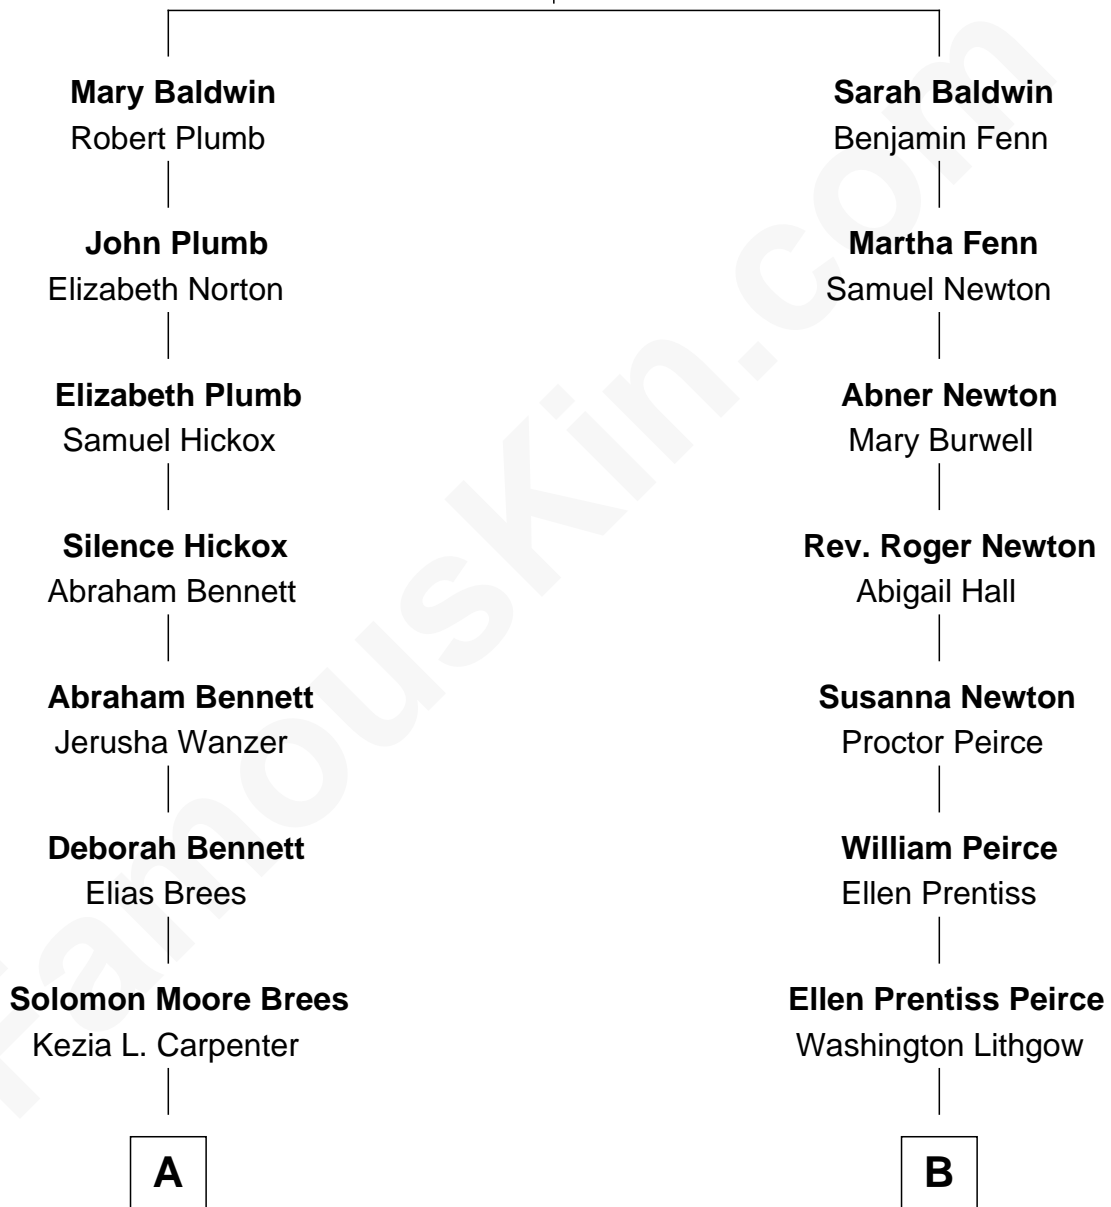 Mary Baldwin
Robert Plumb
John Plumb
Elizabeth Norton
Elizabeth Plumb
Samuel Hickox
Silence Hickox
Abraham Bennett
Abraham Bennett
Jerusha Wanzer
Deborah Bennett
Elias Brees
Solomon Moore Brees
Kezia L. Carpenter
A
Sarah Baldwin
Benjamin Fenn
Martha Fenn
Samuel Newton
Abner Newton
Mary Burwell
Rev. Roger Newton
Abigail Hall
Susanna Newton
Proctor Peirce
William Peirce
Ellen Prentiss
Ellen Prentiss Peirce
Washington Lithgow
B
FamousKin.com